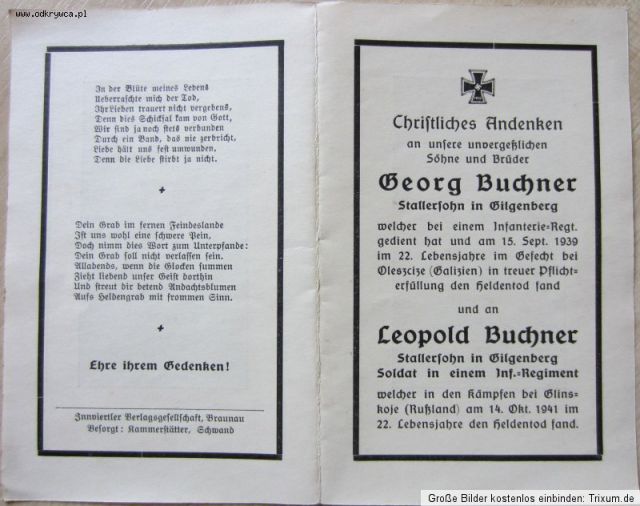 www.odkrywca.pl
In der Blüte meines Lebens
Ueberraschte mich der Tod,
Ihr Lieben trauert nicht vergebens,
Denn dies Schicksal kam von Gott,
Wir sind ja noch stets verbunden
Durch ein Band, das nie zerbricht,
Liebe hält uns fest umwunden,
Denn die Liebe stirbt ja nicht.
Dein Grab im fernen Feindeslande
Ist uns wohl eine schwere Pein,
Doch nimm dies Wort zum Unterpfande:
Dein Grab soll nicht verlassen sein.
Allabends, wenn die Glocken summen
Zieht liebend unser Geist dorthin
Und streut dir betend Andachtsblumen
Aufs Heldengrab mit frommen Sinn.
Ehre ihrem Gedenken!
Innviertler Verlagsgesellschaft, Braunau
Besorgt: Kammerstätter, Schwand
Christliches Andenken
an unsere unvergeßlichen
Söhne und Brüder
Georg Buchner
Stallersohn in Gilgenberg
welcher bei einem Infanterie-Regt.
gedient hat und am 15. Sept. 1939
im 22. Lebensjahre im Gefecht bei
Oleszcize (Galizien) in treuer Pflicht-
erfüllung den Heldentod fand
und an
Leopold Buchner
Stallersohn in Gilgenberg
Soldat in einem Inf.-Regiment
welcher in den Kämpfen bei Glins-
koje (Rußland) am 14. Okt. 1941 im
22. Lebensjahre den Heldentod fand.
Große Bilder kostenlos einbinden: Trixum.de